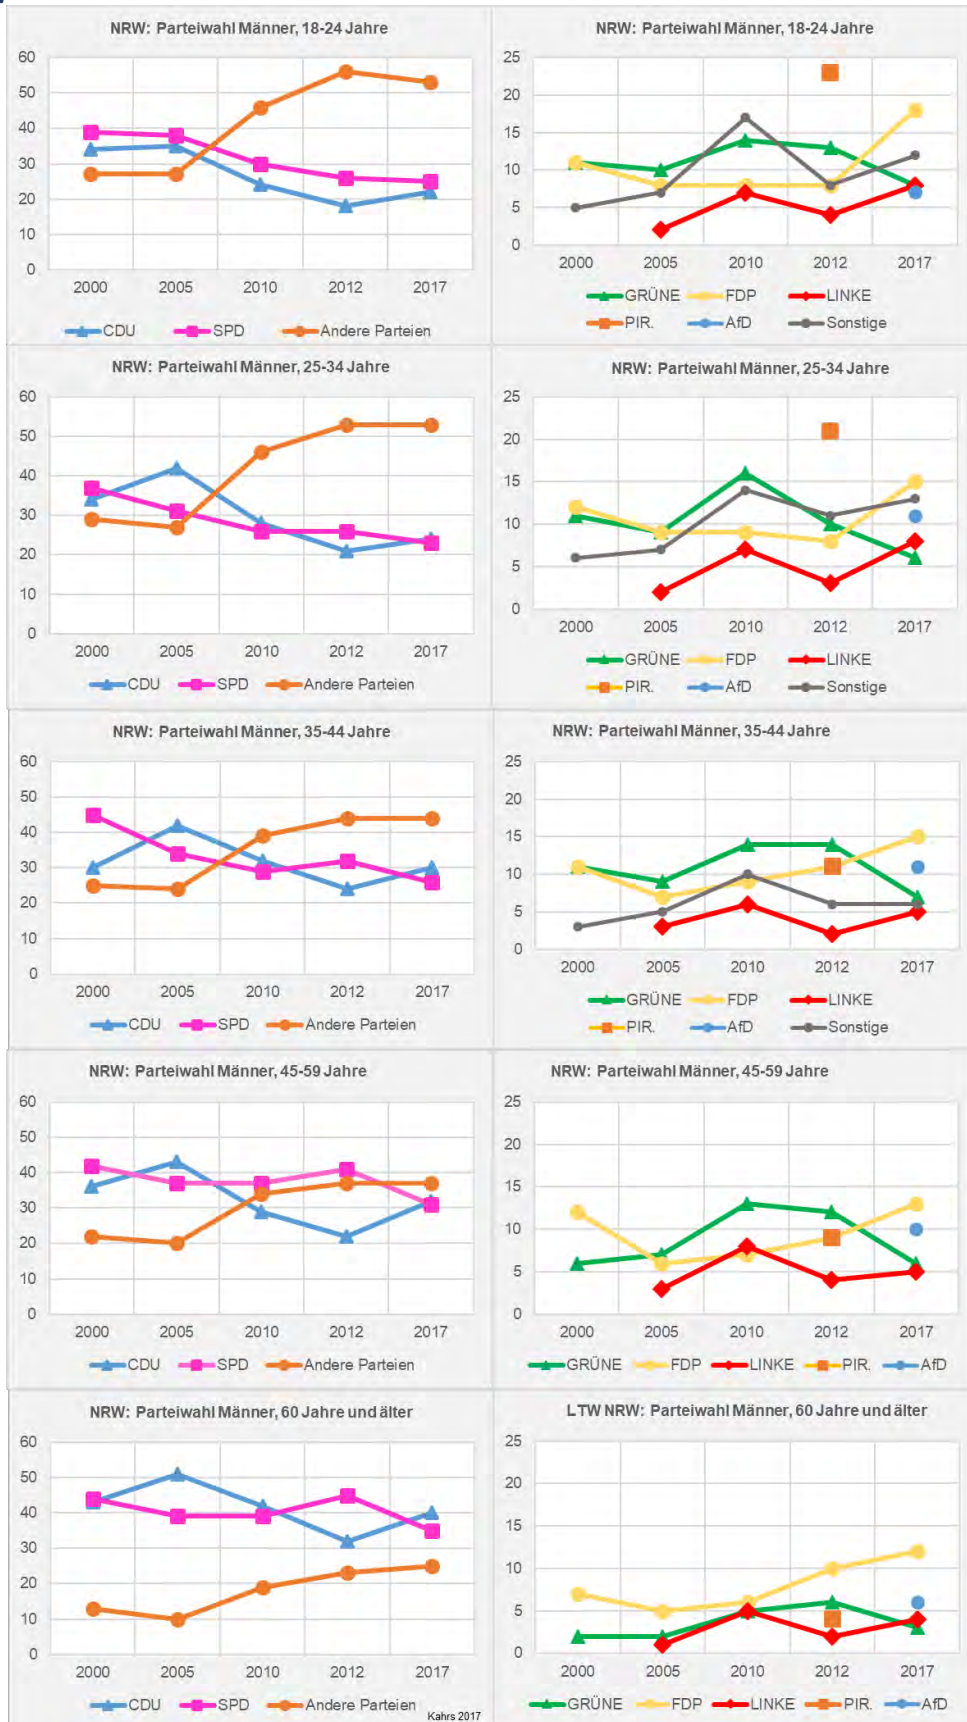 NRW: Parteiwahl Männer, 18-24 Jahre
60
50
40
30
20
10
0
2000 2005 2010 2012 2017
CDU SPD Andere Parteien
NRW: Parteiwahl Männer, 18-24 Jahre
25
20
15
10
5
0
2000 2005 2010 2012 2017
GRÜNE FDP LINKE
PIR. AfD Sonstige
NRW: Parteiwahl Männer, 25-34 Jahre
60
50
40
30
20
10
0
2000 2005 2010 2012 2017
CDU SPD Andere Parteien
NRW: Parteiwahl Männer, 25-34 Jahre
25
20
15
10
5
0
2000 2005 2010 2012 2017
GRÜNE FDP LINKE
PIR. AfD Sonstige
NRW: Parteiwahl Männer, 35-44 Jahre
60
50
40
30
20
10
0
2000 2005 2010 2012 2017
CDU SPD Andere Parteien
NRW: Parteiwahl Männer, 35-44 Jahre
25
20
15
10
5
0
2000 2005 2010 2012 2017
GRÜNE FDP LINKE
PIR. AfD Sonstige
NRW: Parteiwahl Männer, 45-59 Jahre
60
50
40
30
20
10
0
2000 2005 2010 2012 2017
CDU SPD Andere Parteien
NRW: Parteiwahl Männer, 45-59 Jahre
25
20
15
10
5
0
2000 2005 2010 2012 2017
GRÜNE FDP LINKE PIR. AfD
NRW: Parteiwahl Männer, 60 Jahre und älter
60
50
40
30
20
10
0
2000 2005 2010 2012 2017
CDU SPD Andere Parteien
Kahrs 2017
LTW NRW: Parteiwahl Männer, 60 Jahre und älter
25
20
15
10
5
0
2000 2005 2010 2012 2017
GRÜNE FDP LINKE PIR. AfD